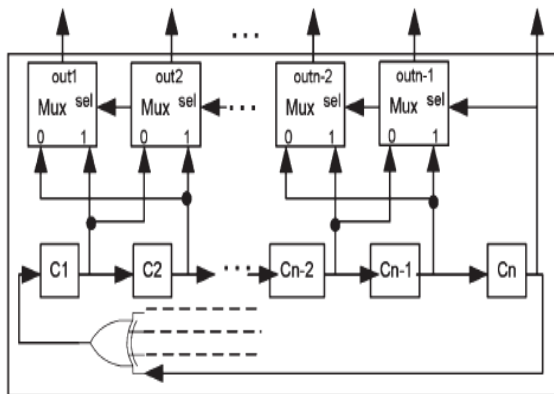 ...
out1 out2 outn-2 outn-1
Mux sel Mux sel ... Mux sel Mux sel
0 1 0 1 0 1 0 1
C1 C2 ... Cn-2 Cn-1 Cn